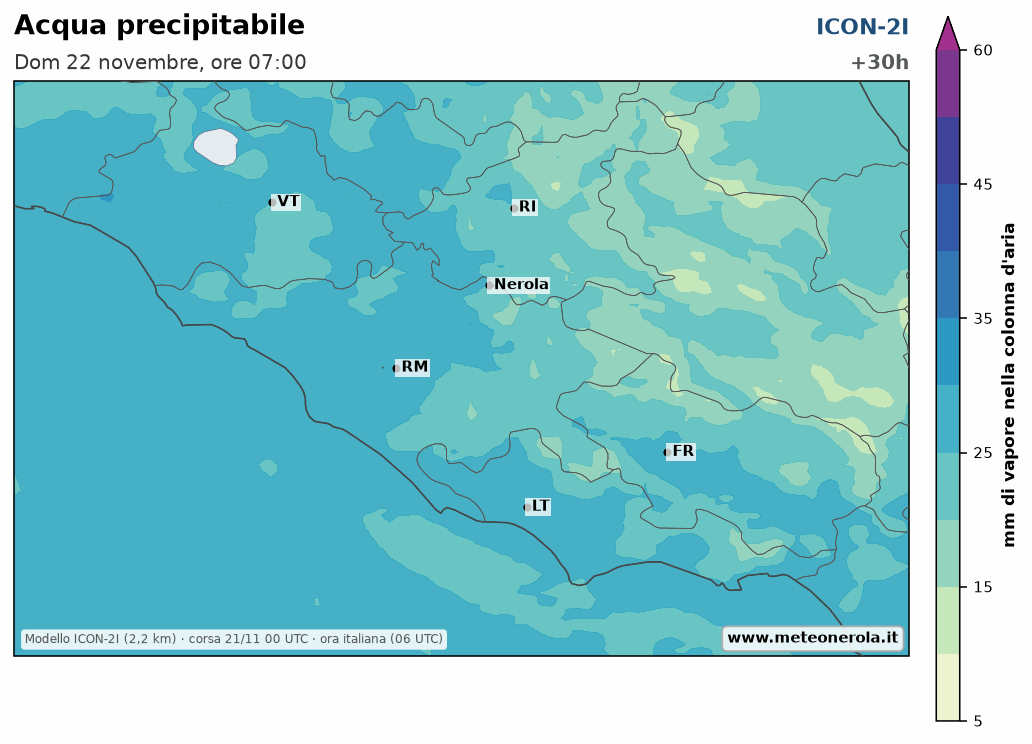 Acqua precipitabile
ICON-2I
Dom 22 novembre, ore 07:00
+30h
60
45
35
25
15
5
mm di vapore nella colonna d'aria
VT
RI
Nerola
RM
FR
LT
Modello ICON-2I (2,2 km) · corsa 21/11 00 UTC · ora italiana (06 UTC)
www.meteonerola.it